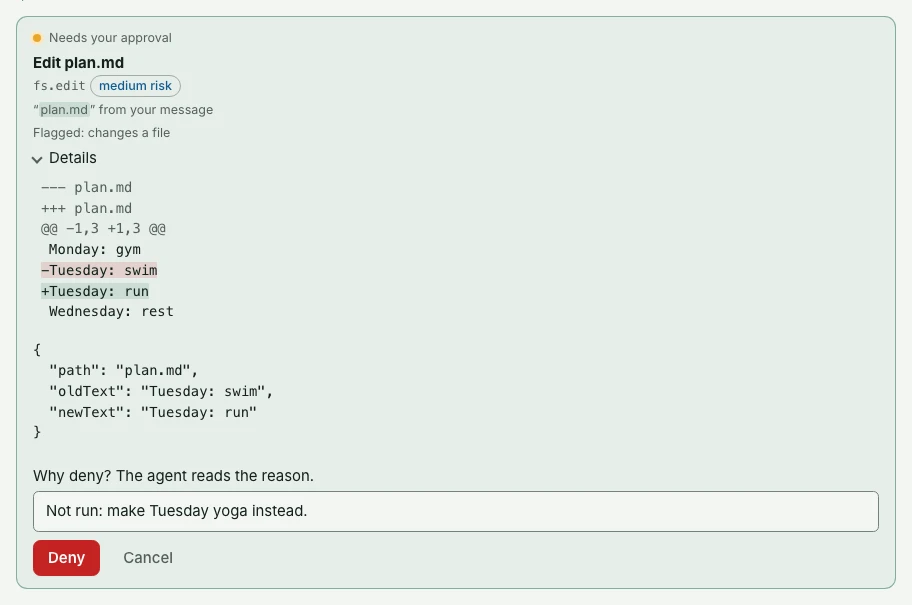 Needs your approval
Edit plan.md
fs.edit medium risk
“plan.md” from your message
Flagged: changes a file
Details
--- plan.md
+++ plan.md
@@ -1,3 +1,3 @@
 Monday: gym
-Tuesday: swim
+Tuesday: run
 Wednesday: rest
{
  "path": "plan.md",
  "oldText": "Tuesday: swim",
  "newText": "Tuesday: run"
}
Why deny? The agent reads the reason.
Not run: make Tuesday yoga instead.
Deny Cancel